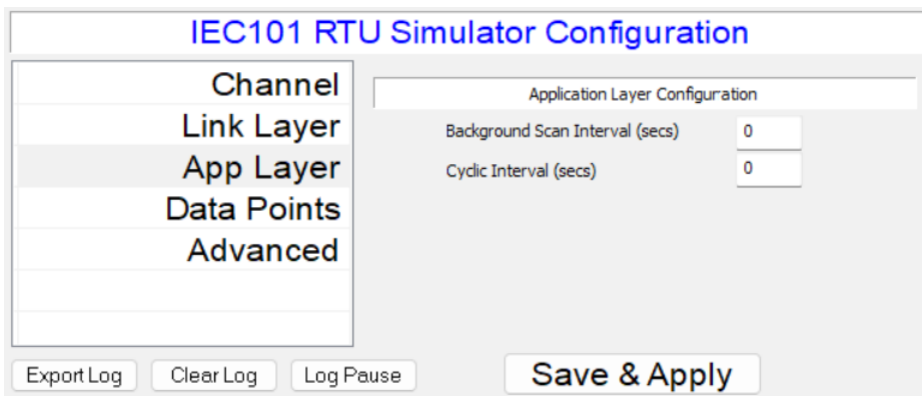 IEC101 RTU Simulator Configuration
Channel
Link Layer
App Layer
Data Points
Advanced
Application Layer Configuration
Background Scan Interval (secs) 0
Cyclic Interval (secs) 0
Export Log Clear Log Log Pause Save & Apply